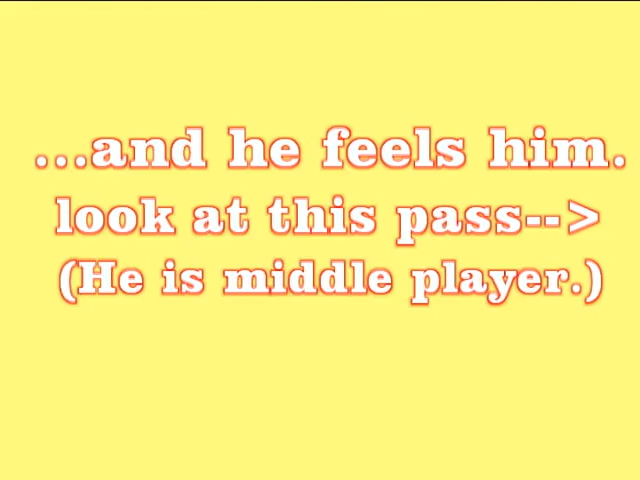 ...and he feels him.
look at this pass-->
(He is middle player.)